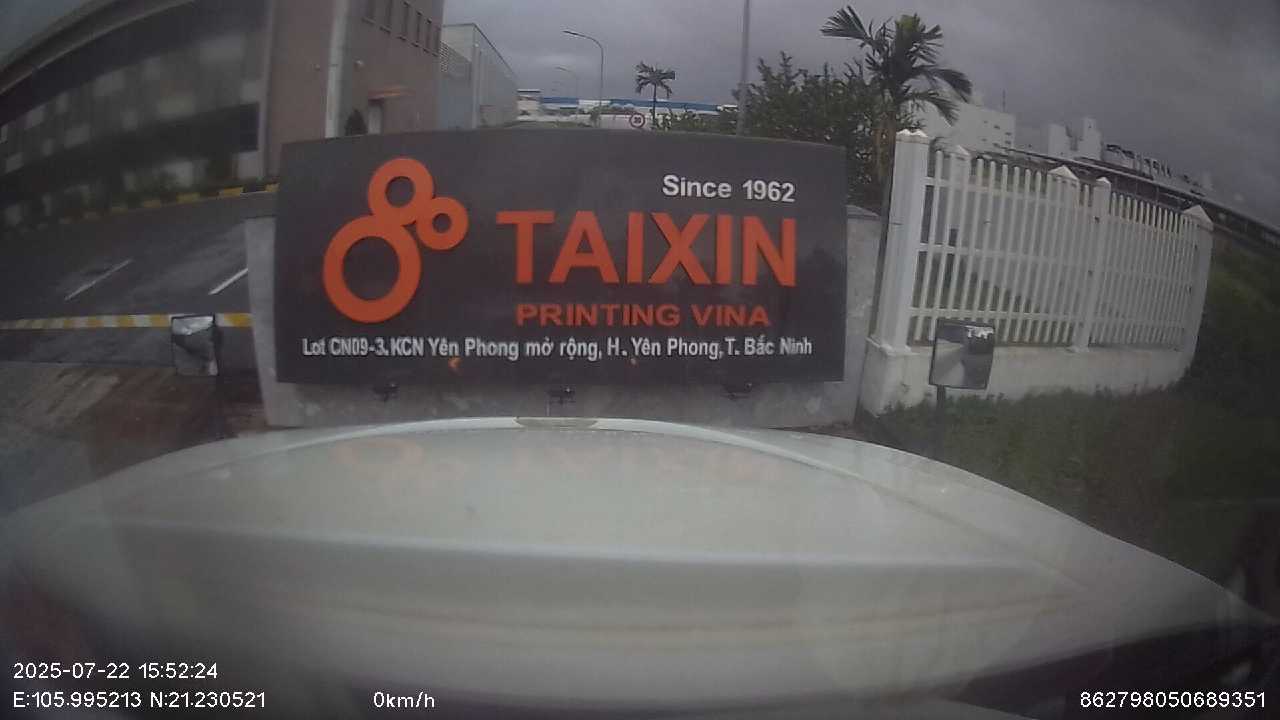 Since 1962
TAIXIN
PRINTING VINA
Lot CN09-3.KCN Yên Phong mở rộng, H. Yên Phong, T. Bắc Ninh
2025-07-22 15:52:24
E:105.995213 N:21.230521 0km/h 862798050689351